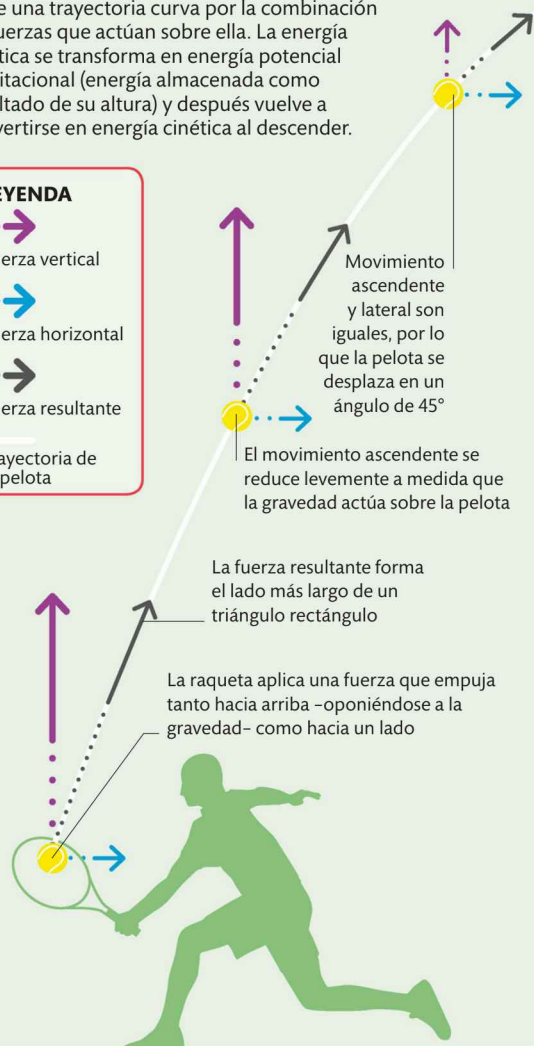 e una trayectoria curva por la combinación
uerzas que actúan sobre ella. La energía
tica se transforma en energía potencial
itacional (energía almacenada como
ltado de su altura) y después vuelve a
vertirse en energía cinética al descender.
EYENDA
erza vertical
erza horizontal
erza resultante
ayectoria de
pelota
Movimiento
ascendente
y lateral son
iguales, por lo
que la pelota se
desplaza en un
ángulo de 45°
El movimiento ascendente se
reduce levemente a medida que
la gravedad actúa sobre la pelota
La fuerza resultante forma
el lado más largo de un
triángulo rectángulo
La raqueta aplica una fuerza que empuja
tanto hacia arriba –oponiéndose a la
gravedad– como hacia un lado